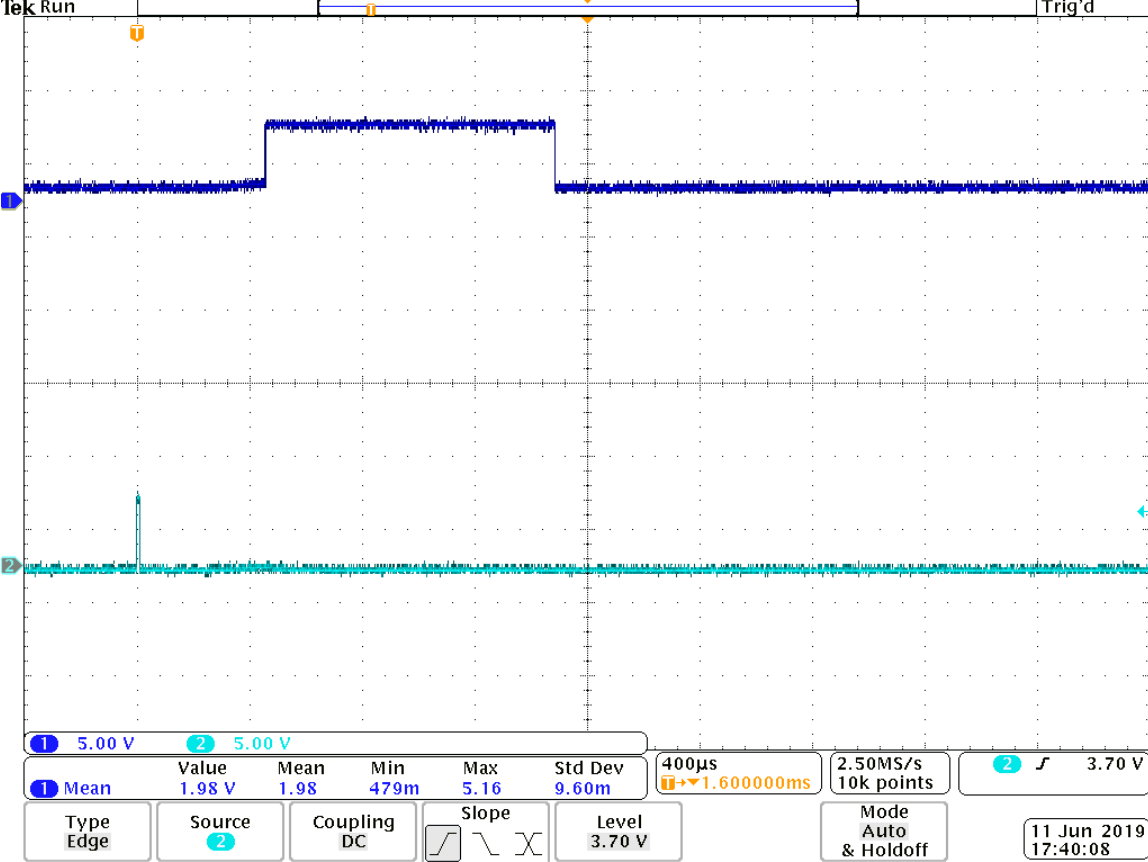 Tek Run Trig'd
T
T
1
2
1 5.00 V 2 5.00 V
Value Mean Min Max Std Dev
1 Mean 1.98 V 1.98 479m 5.16 9.60m
400µs
T→▼1.600000ms
2.50MS/s
10k points
2 3.70 V
Type
Edge
Source
2
Coupling
DC
Slope
Level
3.70 V
Mode
Auto
& Holdoff
11 Jun 2019
17:40:08